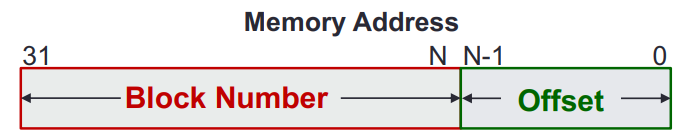 Memory Address
31 N N-1 0
Block Number Offset